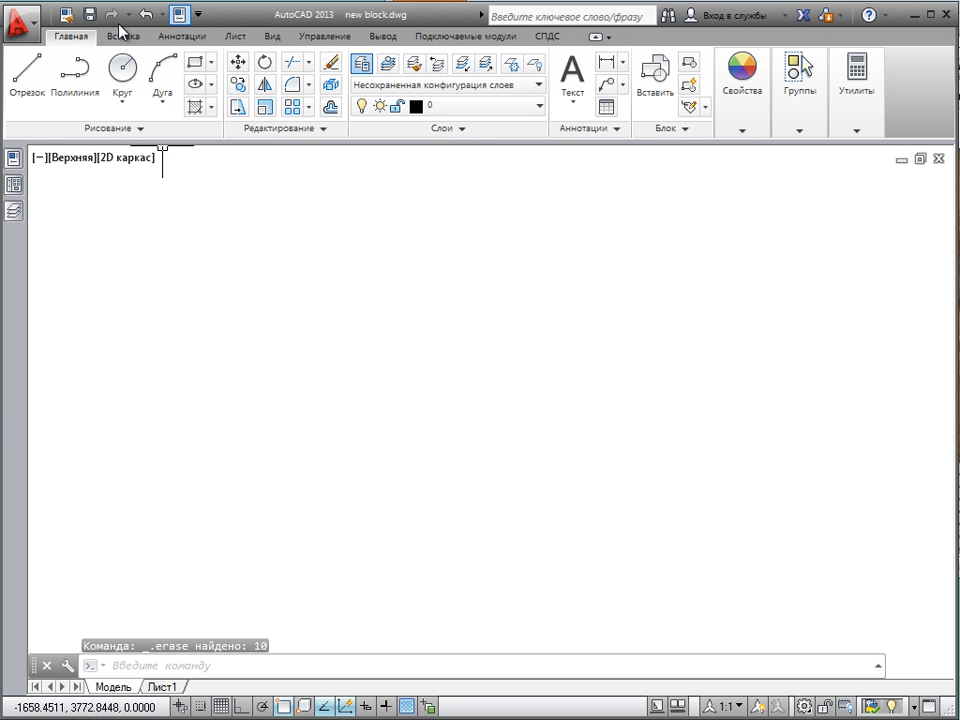 AutoCAD 2013 new block.dwg
Введите ключевое слово/фразу
Вход в службы
Главная Вставка Аннотации Лист Вид Управление Вывод Подключаемые модули СПДС
Отрезок Полилиния Круг Дуга
Несохраненная конфигурация слоев
0
Текст Вставить Свойства Группы Утилиты
Рисование Редактирование Слои Аннотации Блок
[−][Верхняя][2D каркас]
Команда: _.erase найдено: 10
Введите команду
Модель Лист1
-1658.4511, 3772.8448, 0.0000
1:1